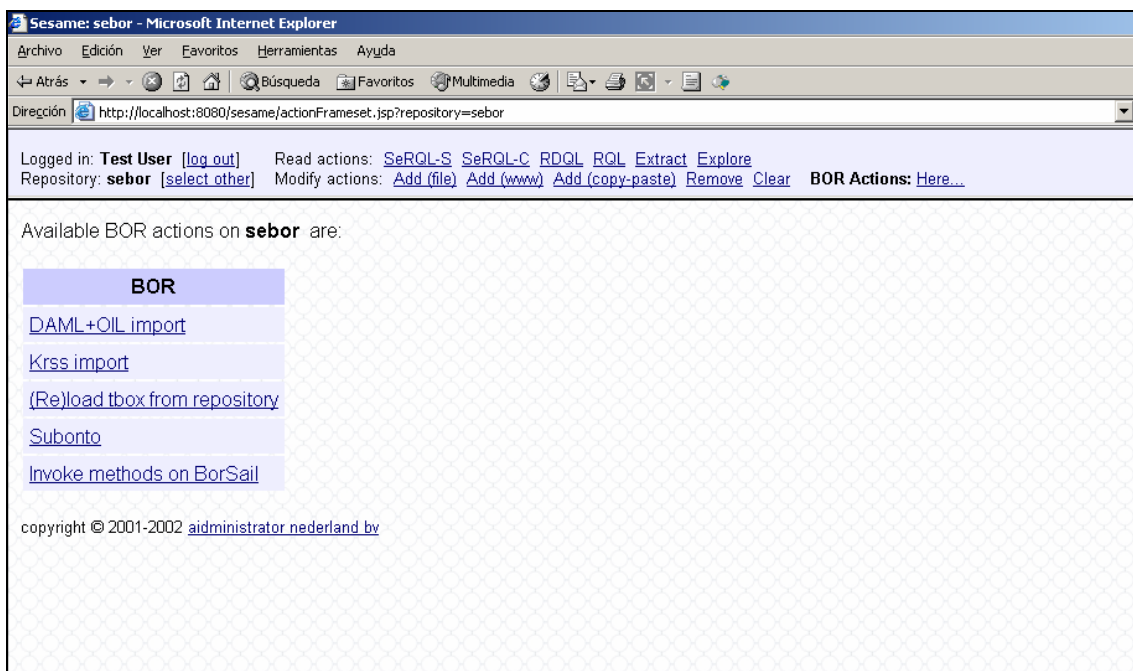 Sesame: sebor - Microsoft Internet Explorer
Archivo Edición Ver Favoritos Herramientas Ayuda
Atrás Búsqueda Favoritos Multimedia
Dirección http://localhost:8080/sesame/actionFrameset.jsp?repository=sebor
Logged in: Test User [log out] Read actions: SeRQL-S SeRQL-C RDQL RQL Extract Explore
Repository: sebor [select other] Modify actions: Add (file) Add (www) Add (copy-paste) Remove Clear BOR Actions: Here...
Available BOR actions on sebor are:
BOR
DAML+OIL import
Krss import
(Re)load tbox from repository
Subonto
Invoke methods on BorSail
copyright © 2001-2002 aidministrator nederland bv